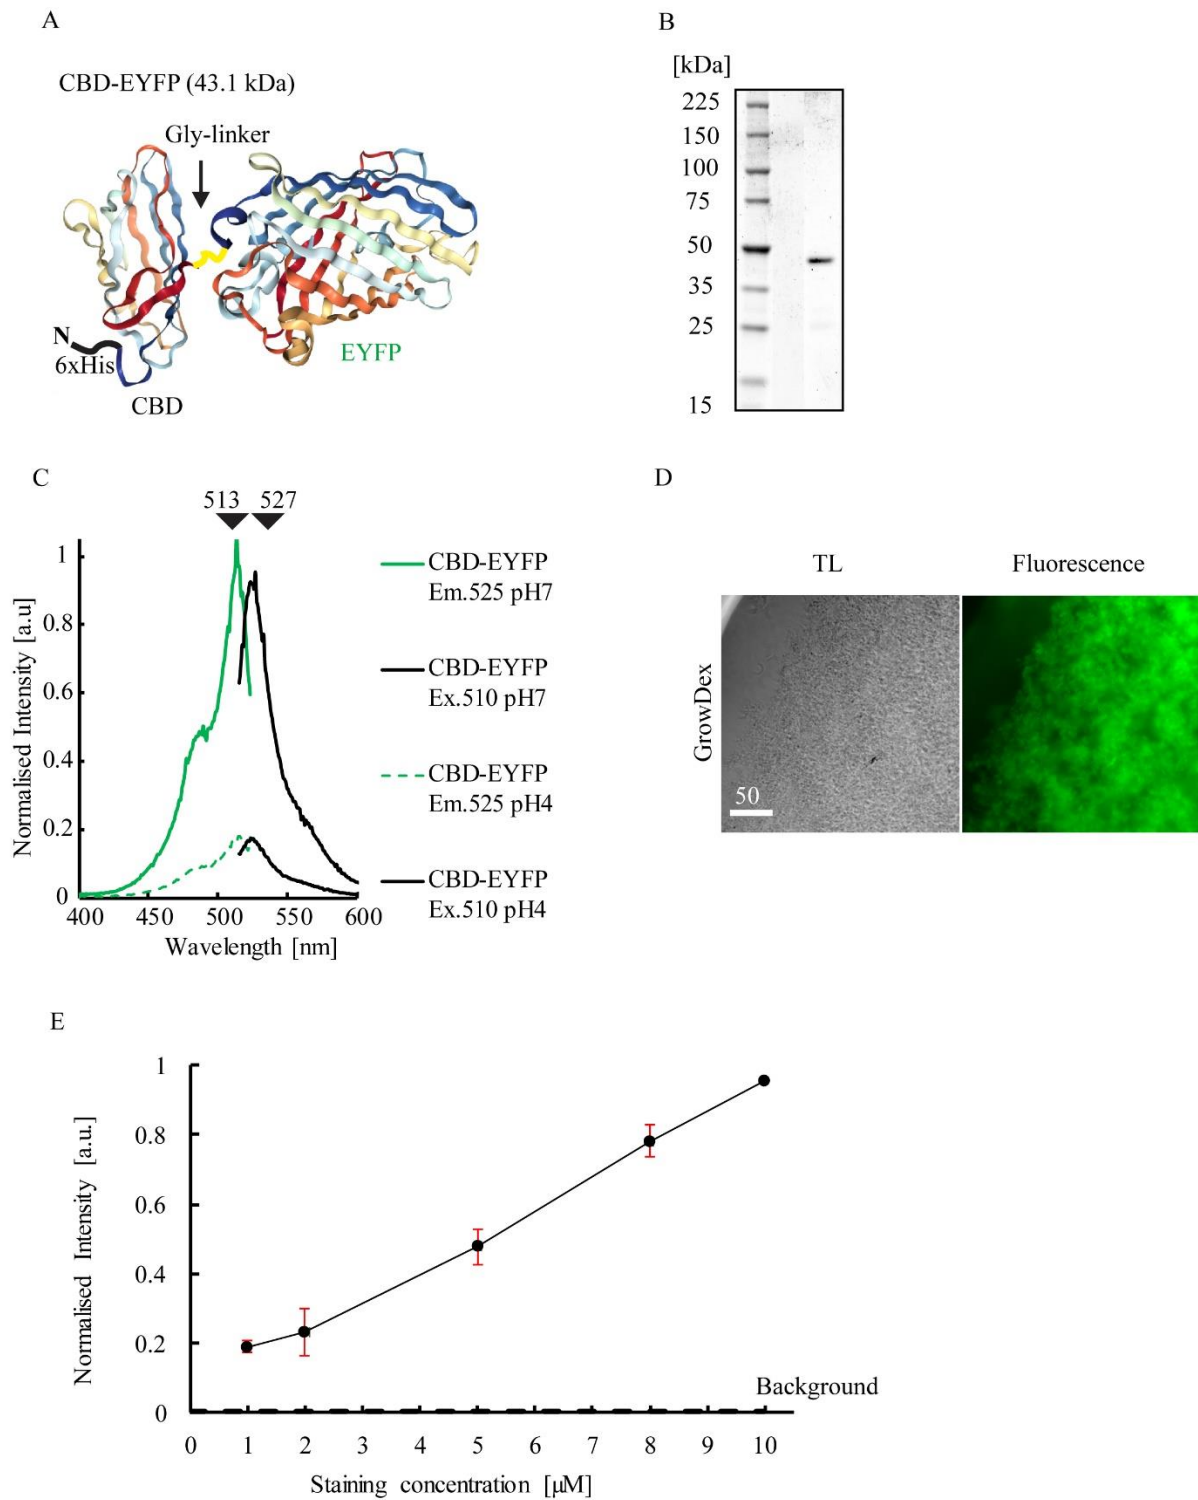 A
CBD-EYFP (43.1 kDa)
Gly-linker
N
6xHis
CBD
EYFP
B
[kDa]
225
150
100
75
50
35
25
15
C
513 527
1
0.8
0.6
0.4
0.2
0
400 450 500 550 600
Normalised Intensity [a.u]
Wavelength [nm]
CBD-EYFP
Em.525 pH7
CBD-EYFP
Ex.510 pH7
CBD-EYFP
Em.525 pH4
CBD-EYFP
Ex.510 pH4
D
TL Fluorescence
GrowDex
50
E
1
0.8
0.6
0.4
0.2
0
Normalised Intensity [a.u.]
Background
0 1 2 3 4 5 6 7 8 9 10
Staining concentration [µM]